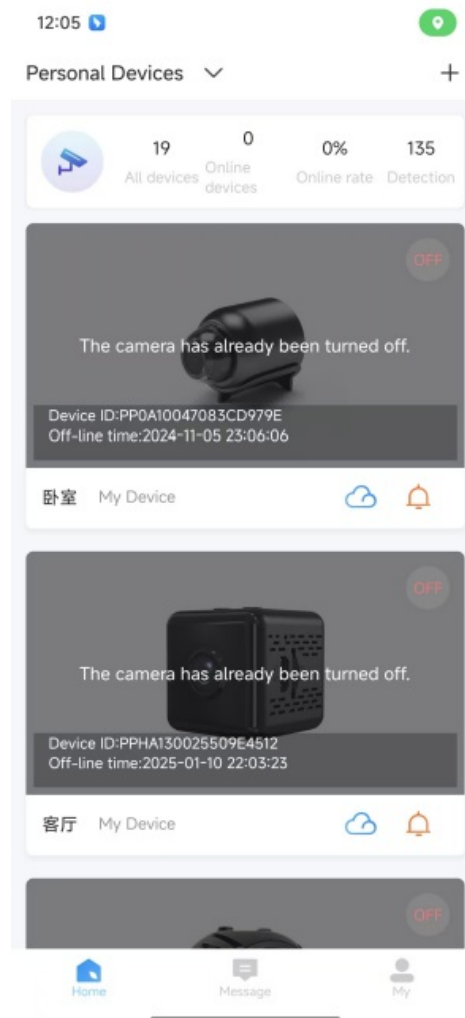 12:05
Personal Devices
19
All devices
0
Online
devices
0%
Online rate
135
Detection
OFF
The camera has already been turned off.
Device ID:PP0A10047083CD979E
Off-line time:2024-11-05 23:06:06
卧室 My Device
OFF
The camera has already been turned off.
Device ID:PPHA130025509E4512
Off-line time:2025-01-10 22:03:23
客厅 My Device
OFF
Home
Message
My